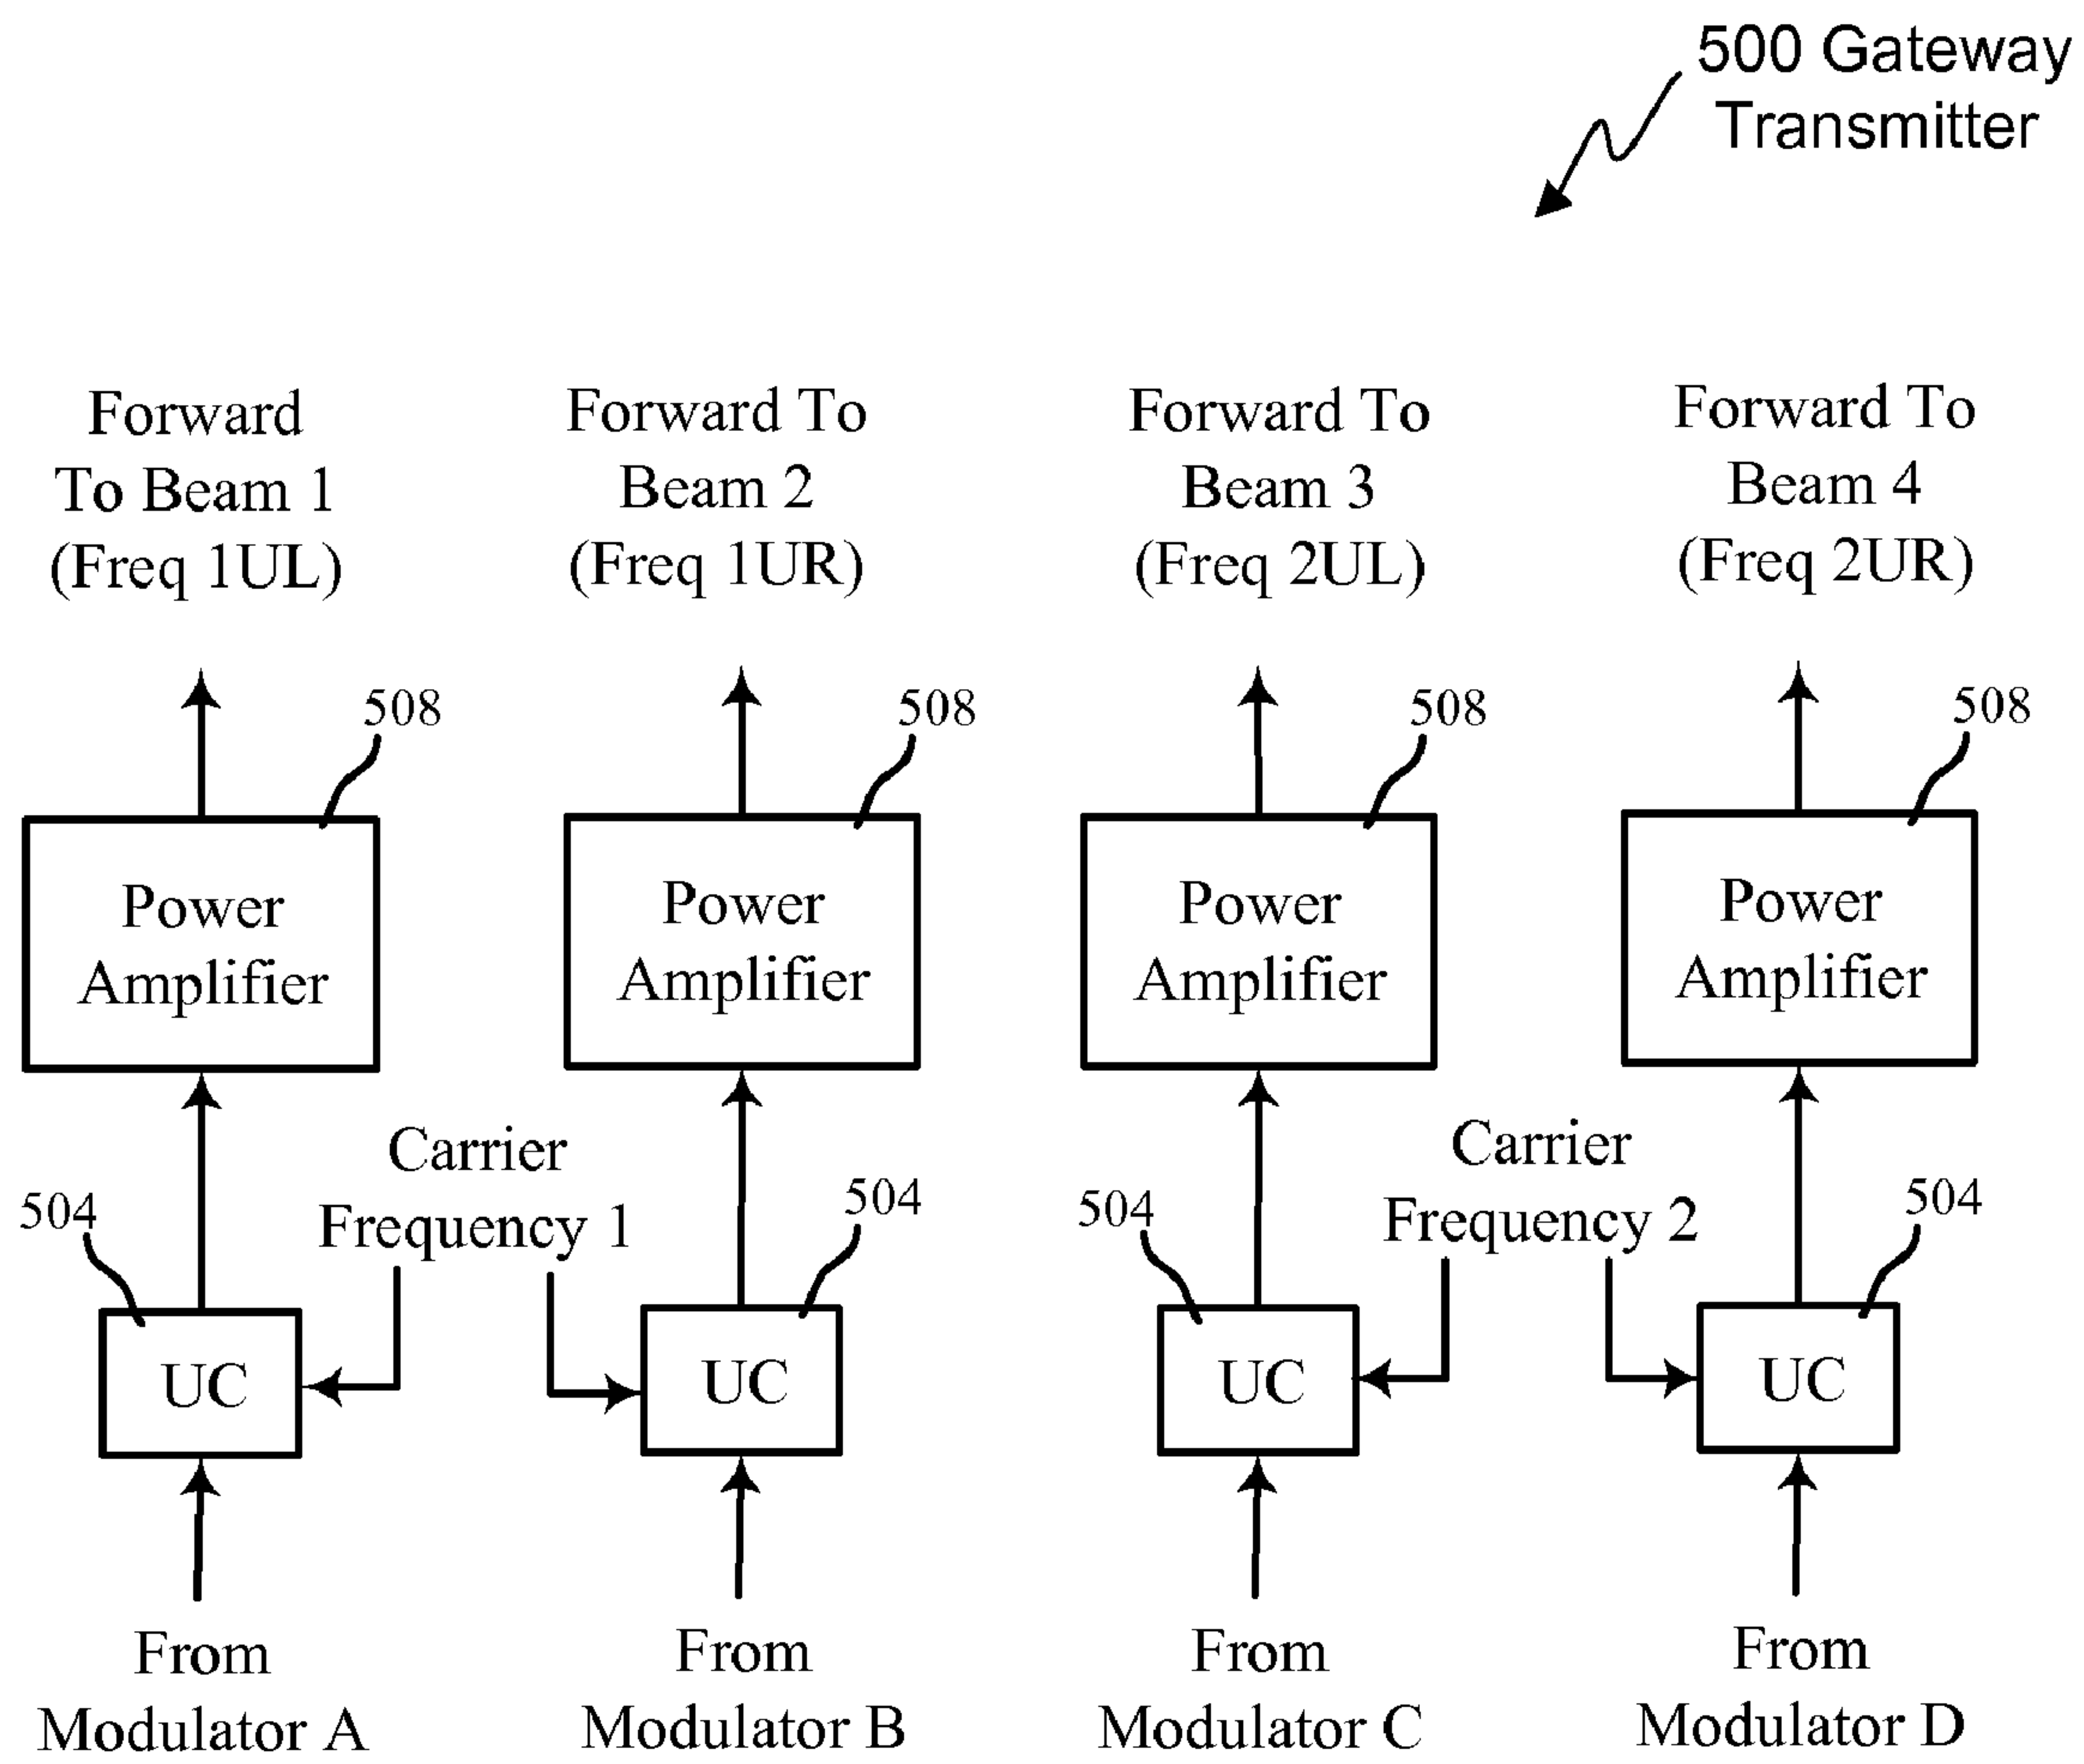 500 Gateway
Transmitter
Forward
To Beam 1
(Freq 1UL)
Forward To
Beam 2
(Freq 1UR)
Forward To
Beam 3
(Freq 2UL)
Forward To
Beam 4
(Freq 2UR)
508
508
508
508
Power
Amplifier
Power
Amplifier
Power
Amplifier
Power
Amplifier
504
Carrier
Frequency 1
504
504
Carrier
Frequency 2
504
UC
UC
UC
UC
From
Modulator A
From
Modulator B
From
Modulator C
From
Modulator D